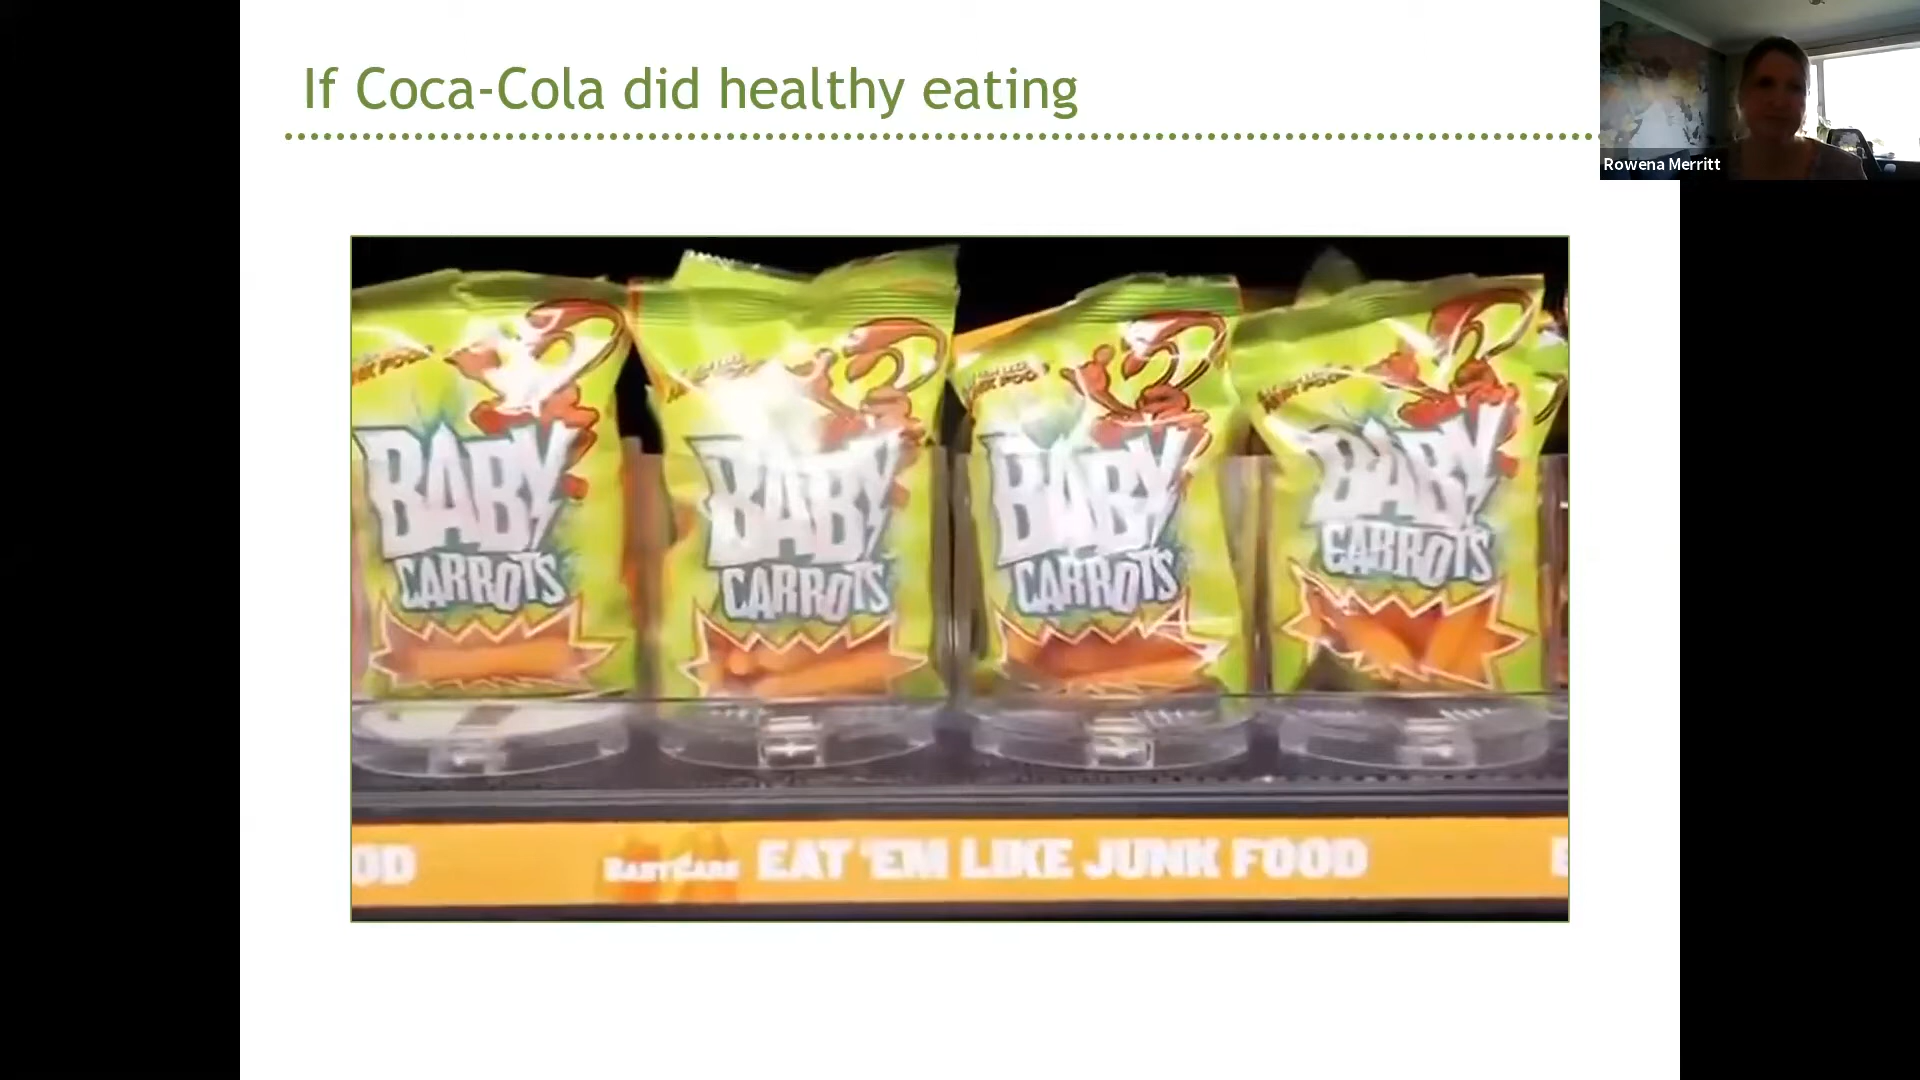 If Coca-Cola did healthy eating
Rowena Merritt
BABY
CARROTS
BABY
CARROTS
BABY
CARROTS
BABY
CARROTS
OD
EAT 'EM LIKE JUNK FOOD
E